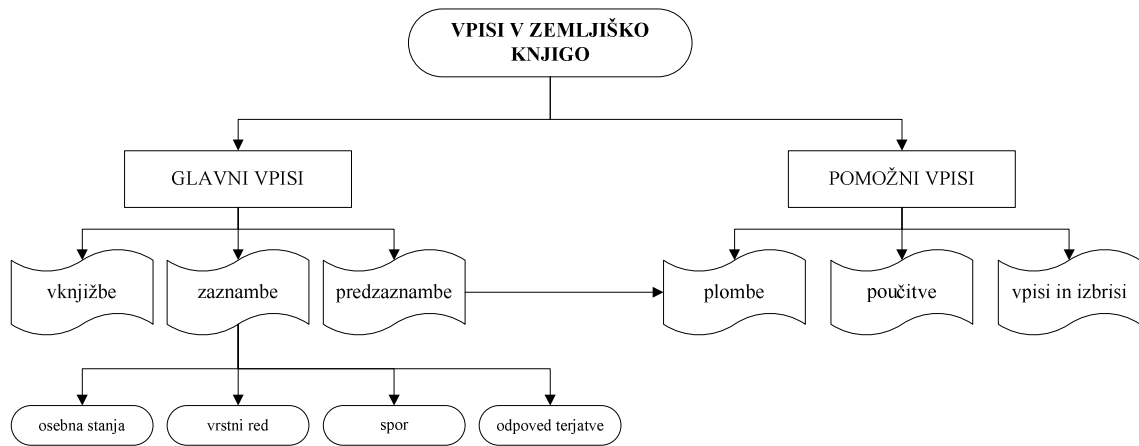 VPISI V ZEMLJIŠKO
KNJIGO
GLAVNI VPISI
POMOŽNI VPISI
vknjižbe
zaznambe
predzaznambe
plombe
poučitve
vpisi in izbrisi
osebna stanja
vrstni red
spor
odpoved terjatve